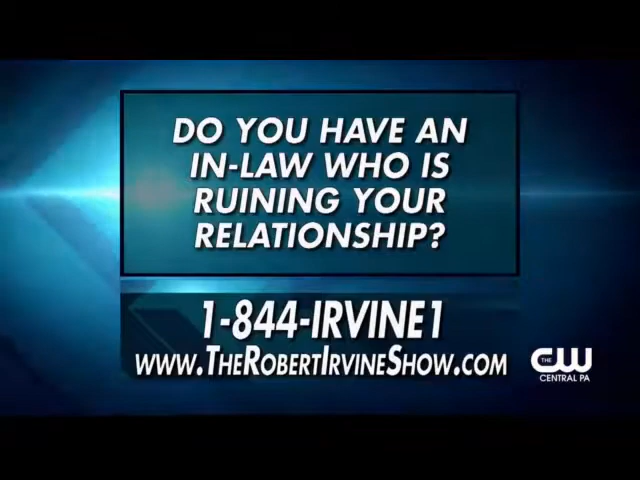 DO YOU HAVE AN
IN-LAW WHO IS
RUINING YOUR
RELATIONSHIP?
1-844-IRVINE1
WWW.THEROBERTIRVINESHOW.COM
THE CW
CENTRAL PA